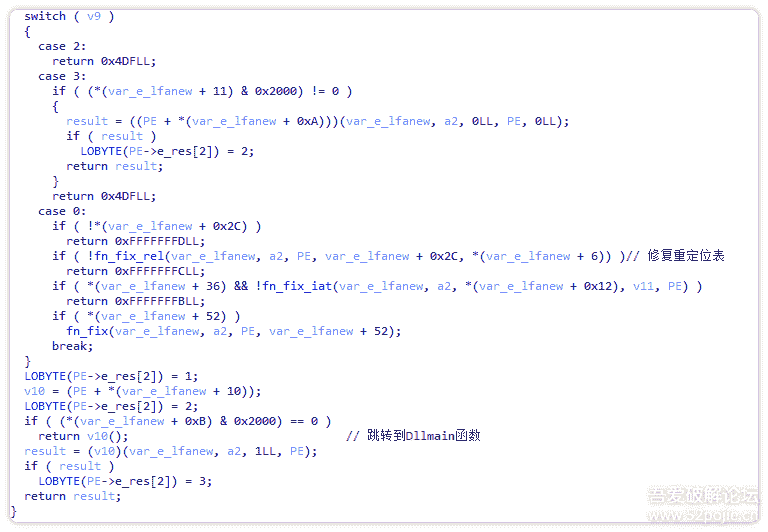 switch ( v9 )
{
case 2:
return 0x4DFLL;
case 3:
if ( (*(var_e_lfanew + 11) & 0x2000) != 0 )
{
result = ((PE + *(var_e_lfanew + 0xA)))(var_e_lfanew, a2, 0LL, PE, 0LL);
if ( result )
LOBYTE(PE->e_res[2]) = 2;
return result;
}
return 0x4DFLL;
case 0:
if ( !*(var_e_lfanew + 0x2C) )
return 0xFFFFFFFDLL;
if ( !fn_fix_rel(var_e_lfanew, a2, PE, var_e_lfanew + 0x2C, *(var_e_lfanew + 6)) )// 修复重定位表
return 0xFFFFFFFCLL;
if ( *(var_e_lfanew + 36) && !fn_fix_iat(var_e_lfanew, a2, *(var_e_lfanew + 0x12), v11, PE) )
return 0xFFFFFFFBLL;
if ( *(var_e_lfanew + 52) )
fn_fix(var_e_lfanew, a2, PE, var_e_lfanew + 52);
break;
}
LOBYTE(PE->e_res[2]) = 1;
v10 = (PE + *(var_e_lfanew + 10));
LOBYTE(PE->e_res[2]) = 2;
if ( (*(var_e_lfanew + 0xB) & 0x2000) == 0 )
return v10(); // 跳转到Dllmain函数
result = (v10)(var_e_lfanew, a2, 1LL, PE);
if ( result )
LOBYTE(PE->e_res[2]) = 3;
return result;
}
吾爱破解论坛
www.52pojie.cn